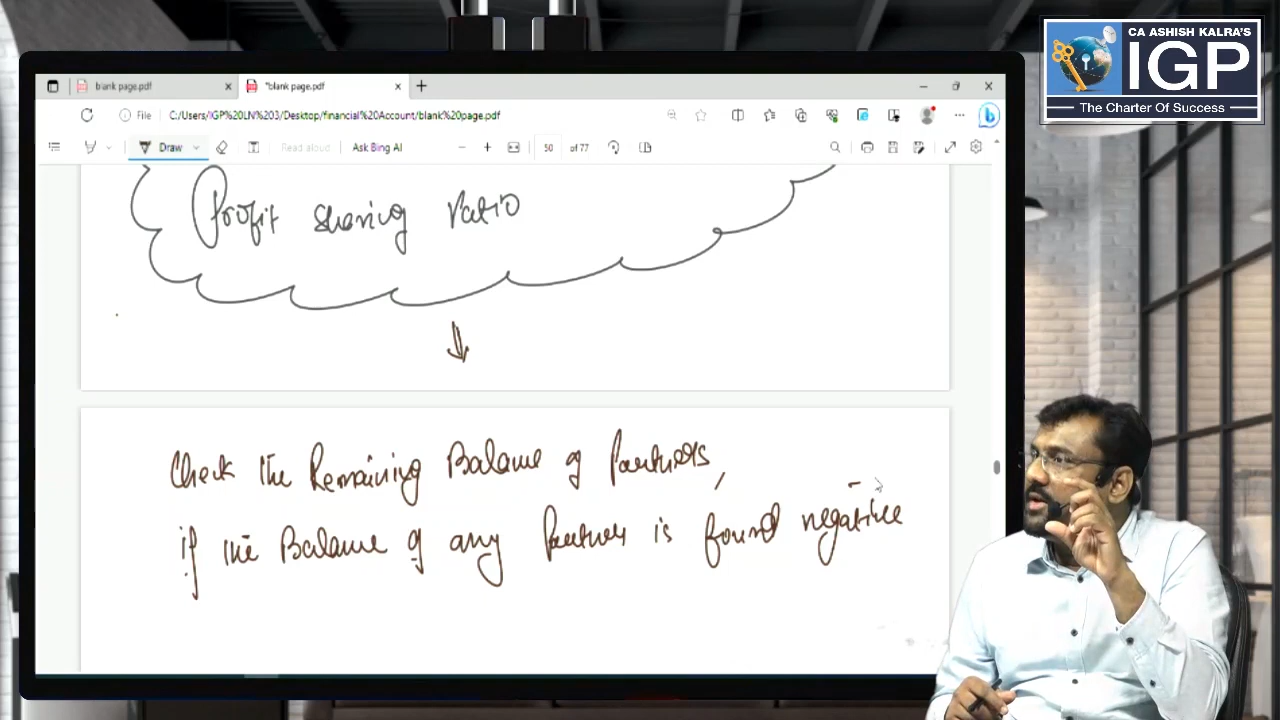 CA ASHISH KALRA'S
IGP
The Charter Of Success
blank page.pdf
*blank page.pdf
File
C:/Users/IGP%20LN%203/Desktop/financial%20Account/blank%20page.pdf
Draw
Read aloud
Ask Bing AI
50 of 77
Profit sharing ratio
Check the Remaining Balance of Partners,
if the Balance of any Partners is found negative